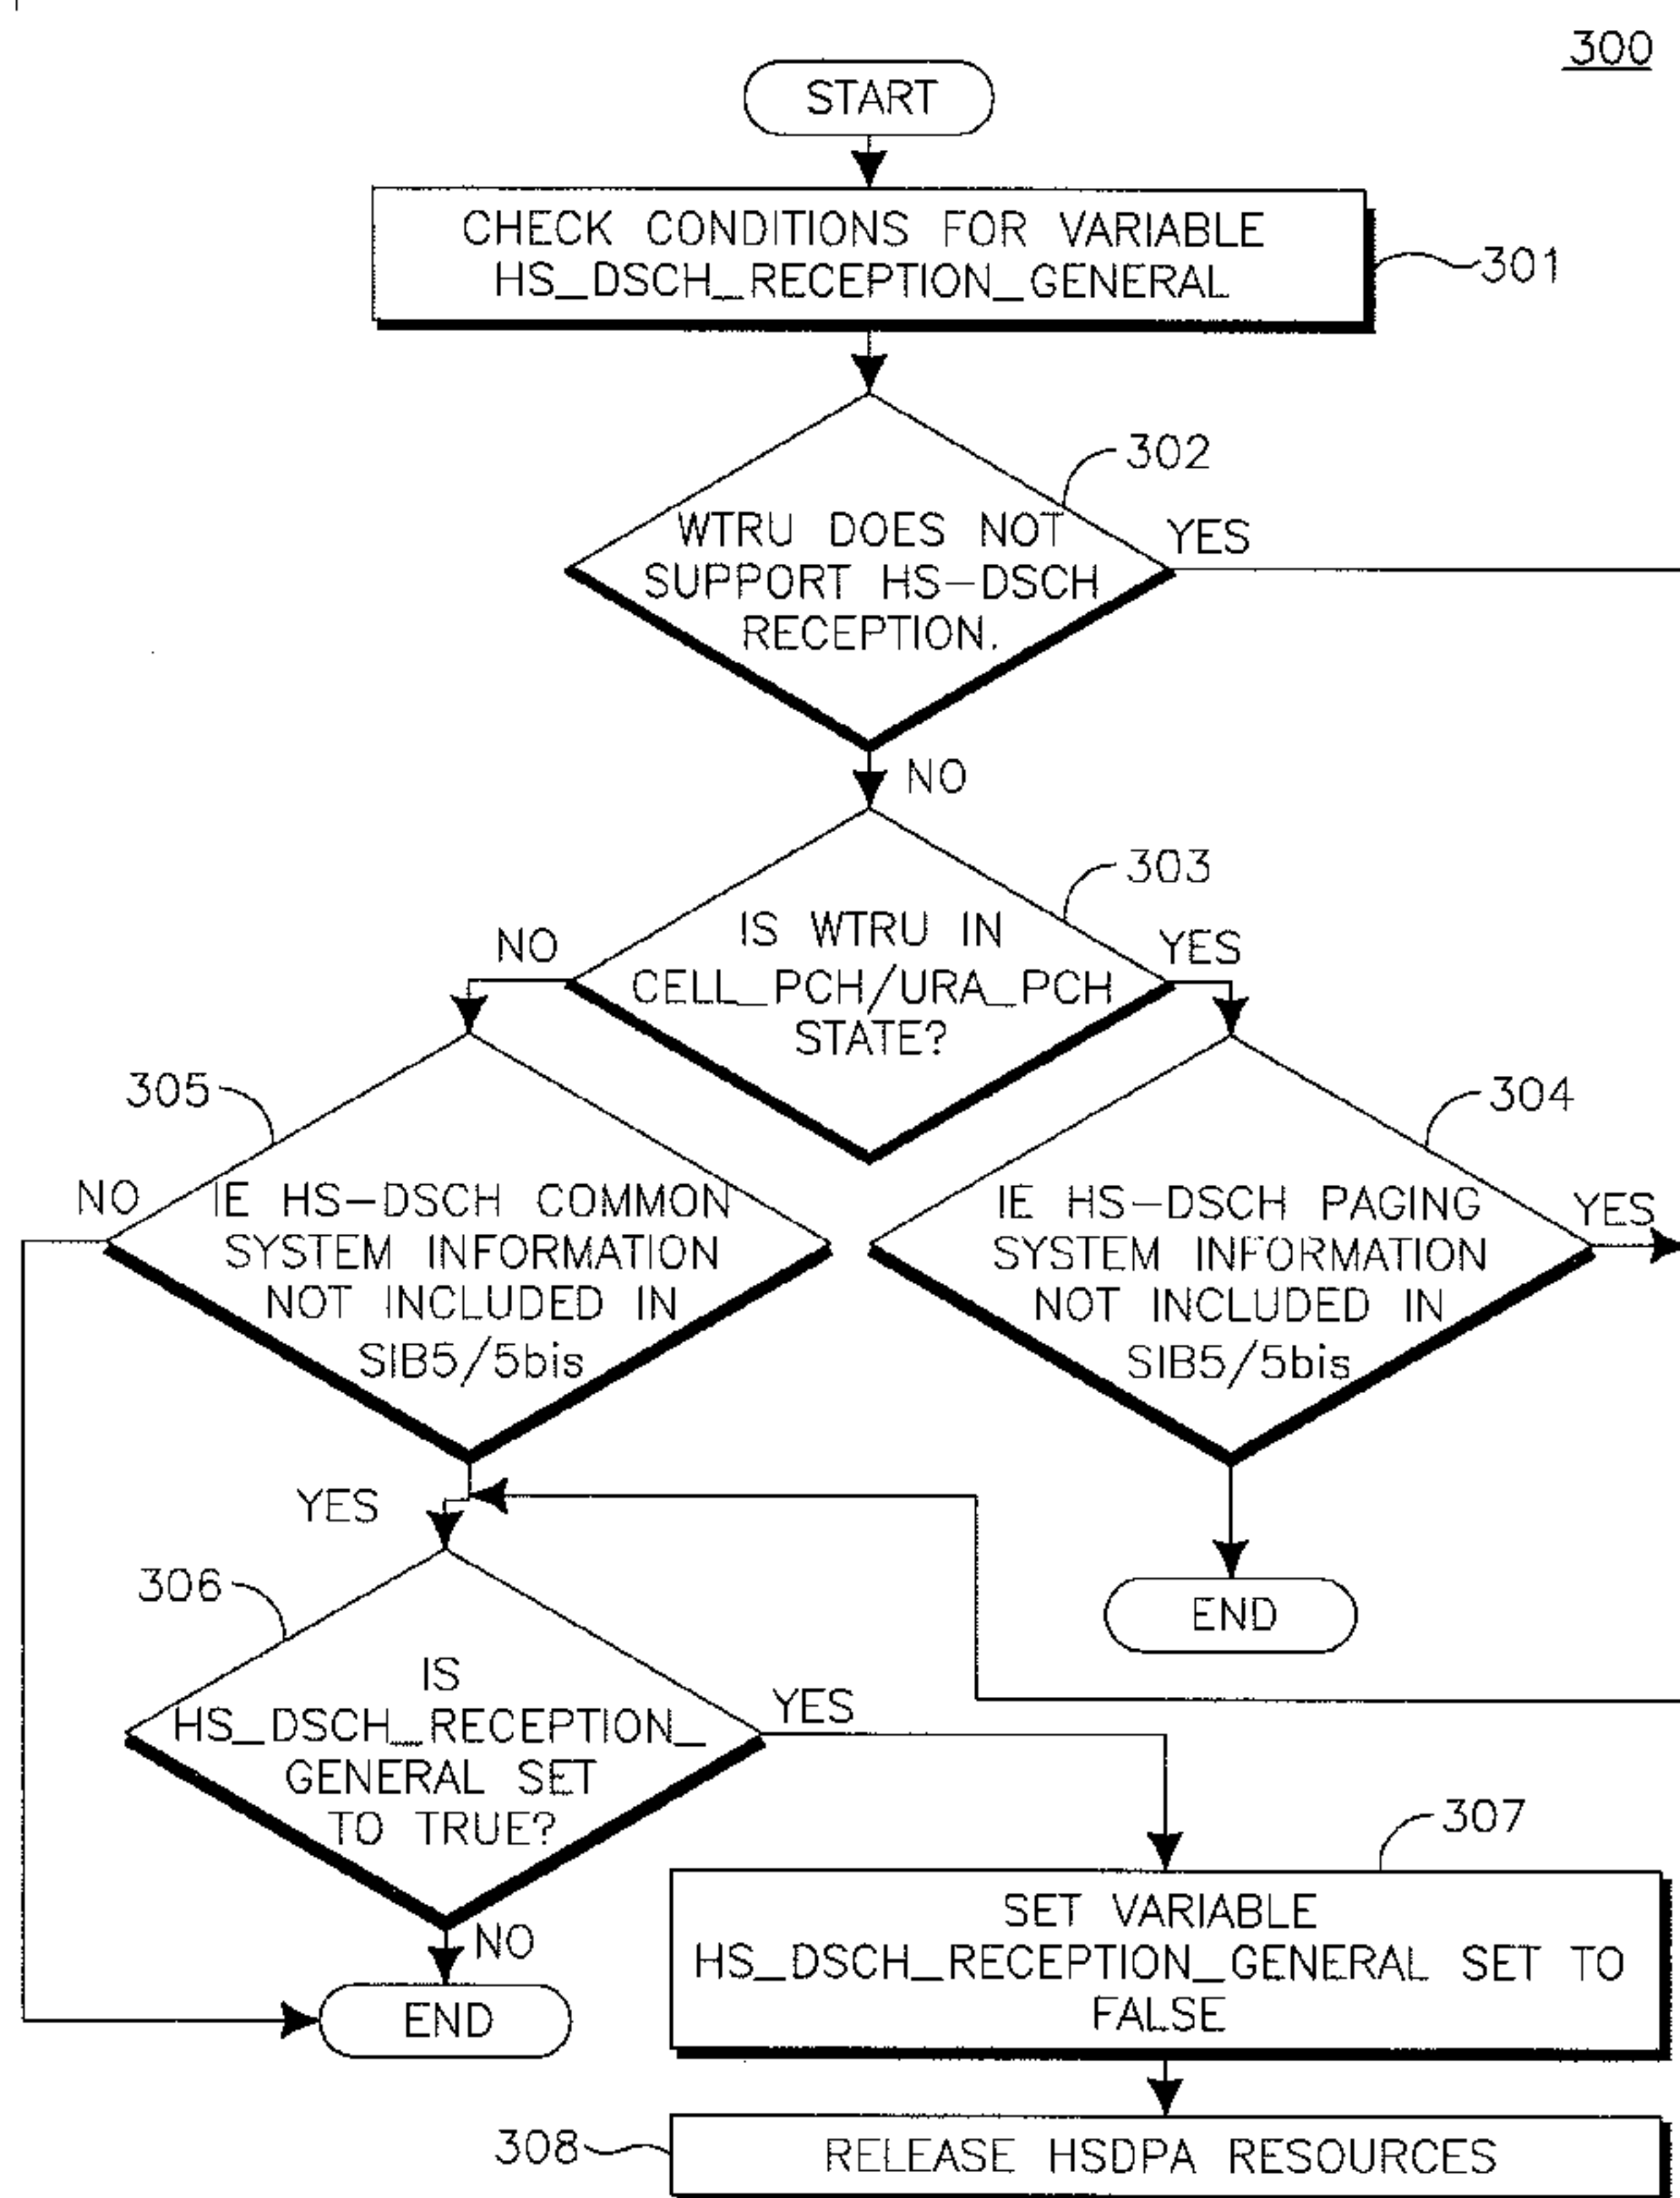 300
START
CHECK CONDITIONS FOR VARIABLE
HS_DSCH_RECEPTION_GENERAL
301
302
WTRU DOES NOT
SUPPORT HS-DSCH
RECEPTION.
YES
NO
303
IS WTRU IN
CELL_PCH/URA_PCH
STATE?
NO
YES
305
304
NO
IE HS-DSCH COMMON
SYSTEM INFORMATION
NOT INCLUDED IN
SIB5/5bis
IE HS-DSCH PAGING
SYSTEM INFORMATION
NOT INCLUDED IN
SIB5/5bis
YES
YES
END
306
IS
HS_DSCH_RECEPTION_
GENERAL SET
TO TRUE?
YES
NO
END
307
SET VARIABLE
HS_DSCH_RECEPTION_GENERAL SET TO
FALSE
308
RELEASE HSDPA RESOURCES